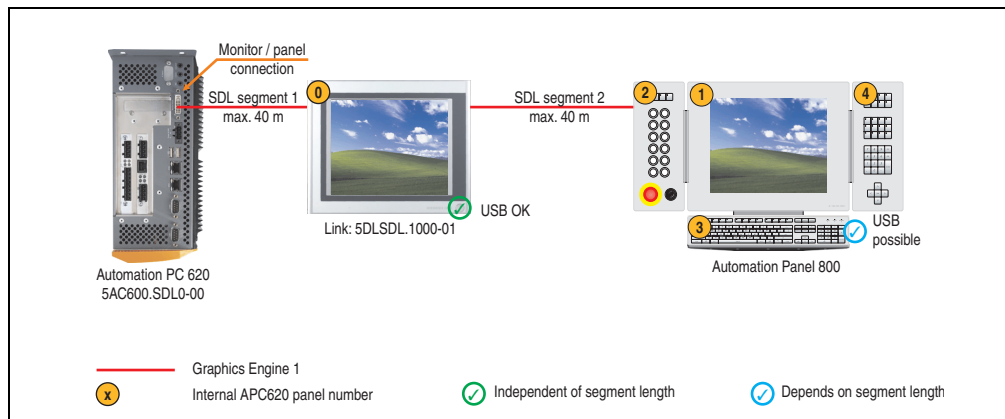 Monitor / panel
connection
SDL segment 1
max. 40 m
0
SDL segment 2
max. 40 m
2
1
4
USB OK
Link: 5DLSDL.1000-01
3
USB
possible
Automation Panel 800
Automation PC 620
5AC600.SDL0-00
Graphics Engine 1
x
Internal APC620 panel number
Independent of segment length
Depends on segment length